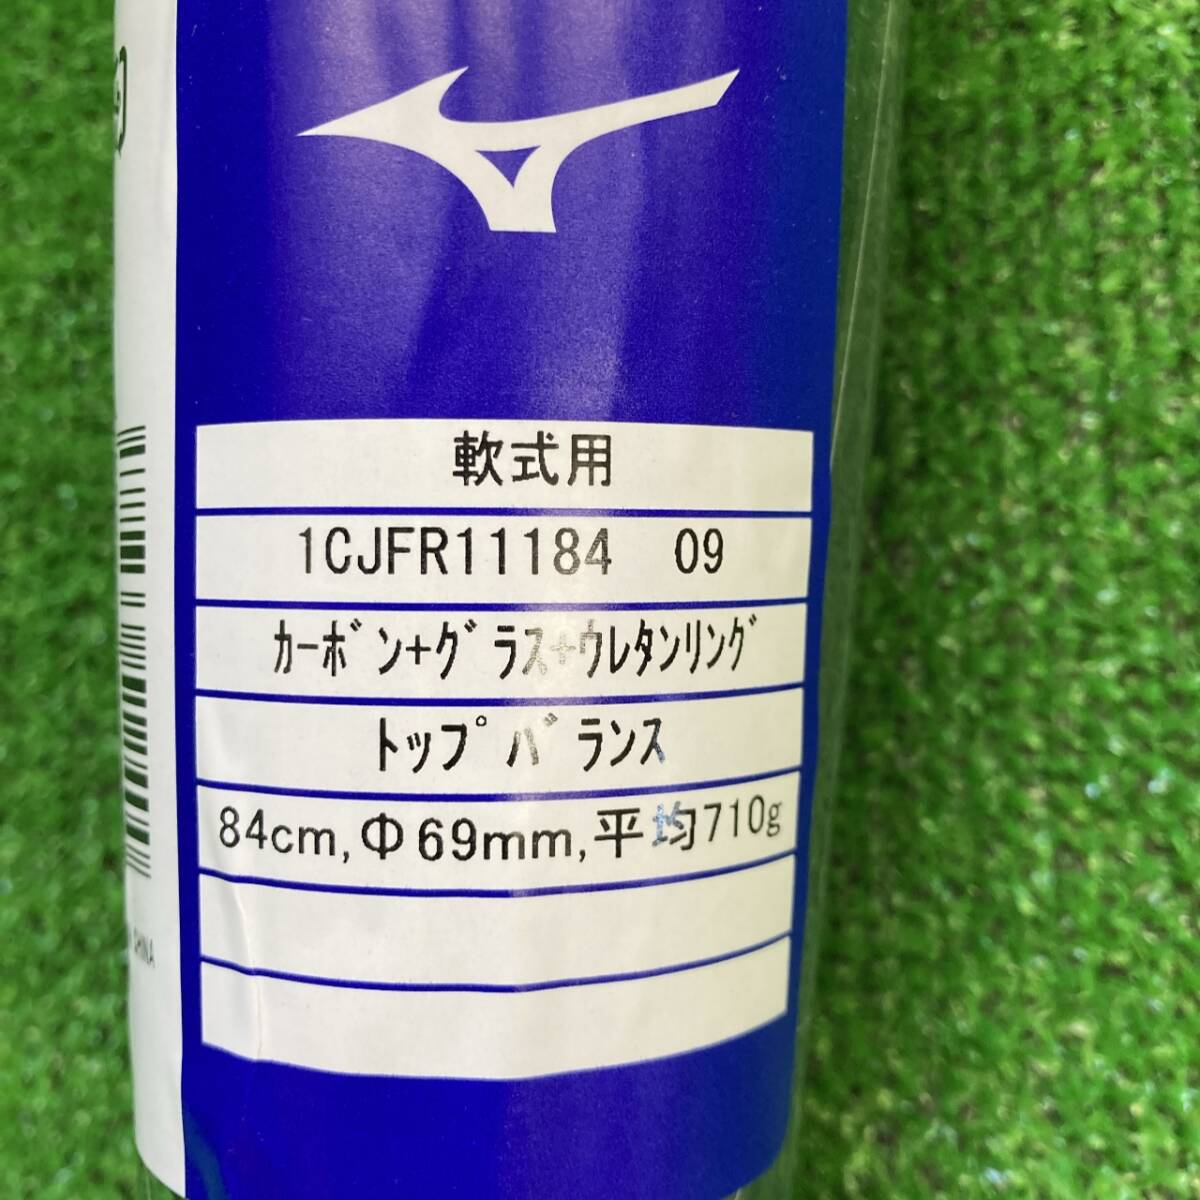 軟式用
1CJFR11184 09
ｶｰﾎﾞﾝ+ｸﾞﾗｽ+ｳﾚﾀﾝﾘﾝｸﾞ
ﾄｯﾌﾟﾊﾞﾗﾝｽ
84cm,Φ69mm,平均710g
CHINA